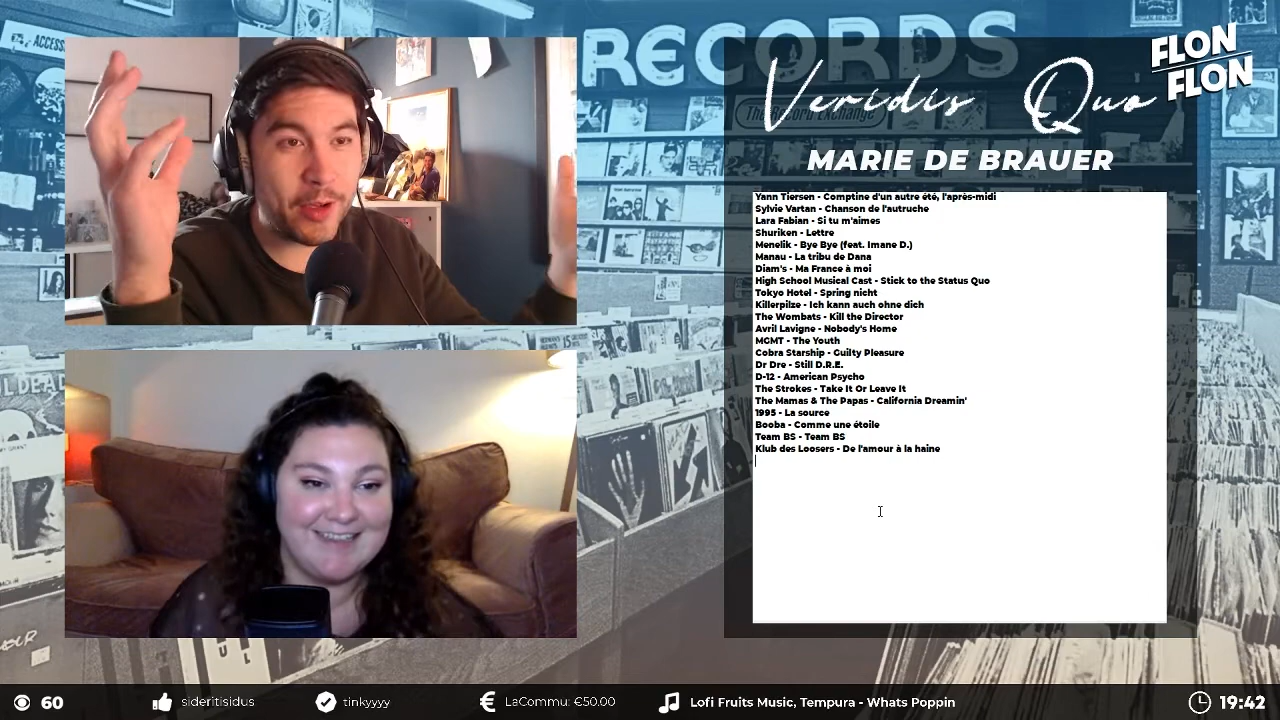 RECORDS
FLON
FLON
Veridis Quo
The Record Exchange
MARIE DE BRAUER
Yann Tiersen - Comptine d'un autre été, l'après-midi
Sylvie Vartan - Chanson de l'autruche
Lara Fabian - Si tu m'aimes
Shuriken - Lettre
Menelik - Bye Bye (feat. Imane D.)
Manau - La tribu de Dana
Diam's - Ma France à moi
High School Musical Cast - Stick to the Status Quo
Tokyo Hotel - Spring nicht
Killerpilze - Ich kann auch ohne dich
The Wombats - Kill the Director
Avril Lavigne - Nobody's Home
MGMT - The Youth
Cobra Starship - Guilty Pleasure
Dr Dre - Still D.R.E.
D-12 - American Psycho
The Strokes - Take It Or Leave It
The Mamas & The Papas - California Dreamin'
1995 - La source
Booba - Comme une étoile
Team BS - Team BS
Klub des Loosers - De l'amour à la haine
60
sideritisidus
tinkyyyy
LaCommu: €50.00
Lofi Fruits Music, Tempura - Whats Poppin
19:42